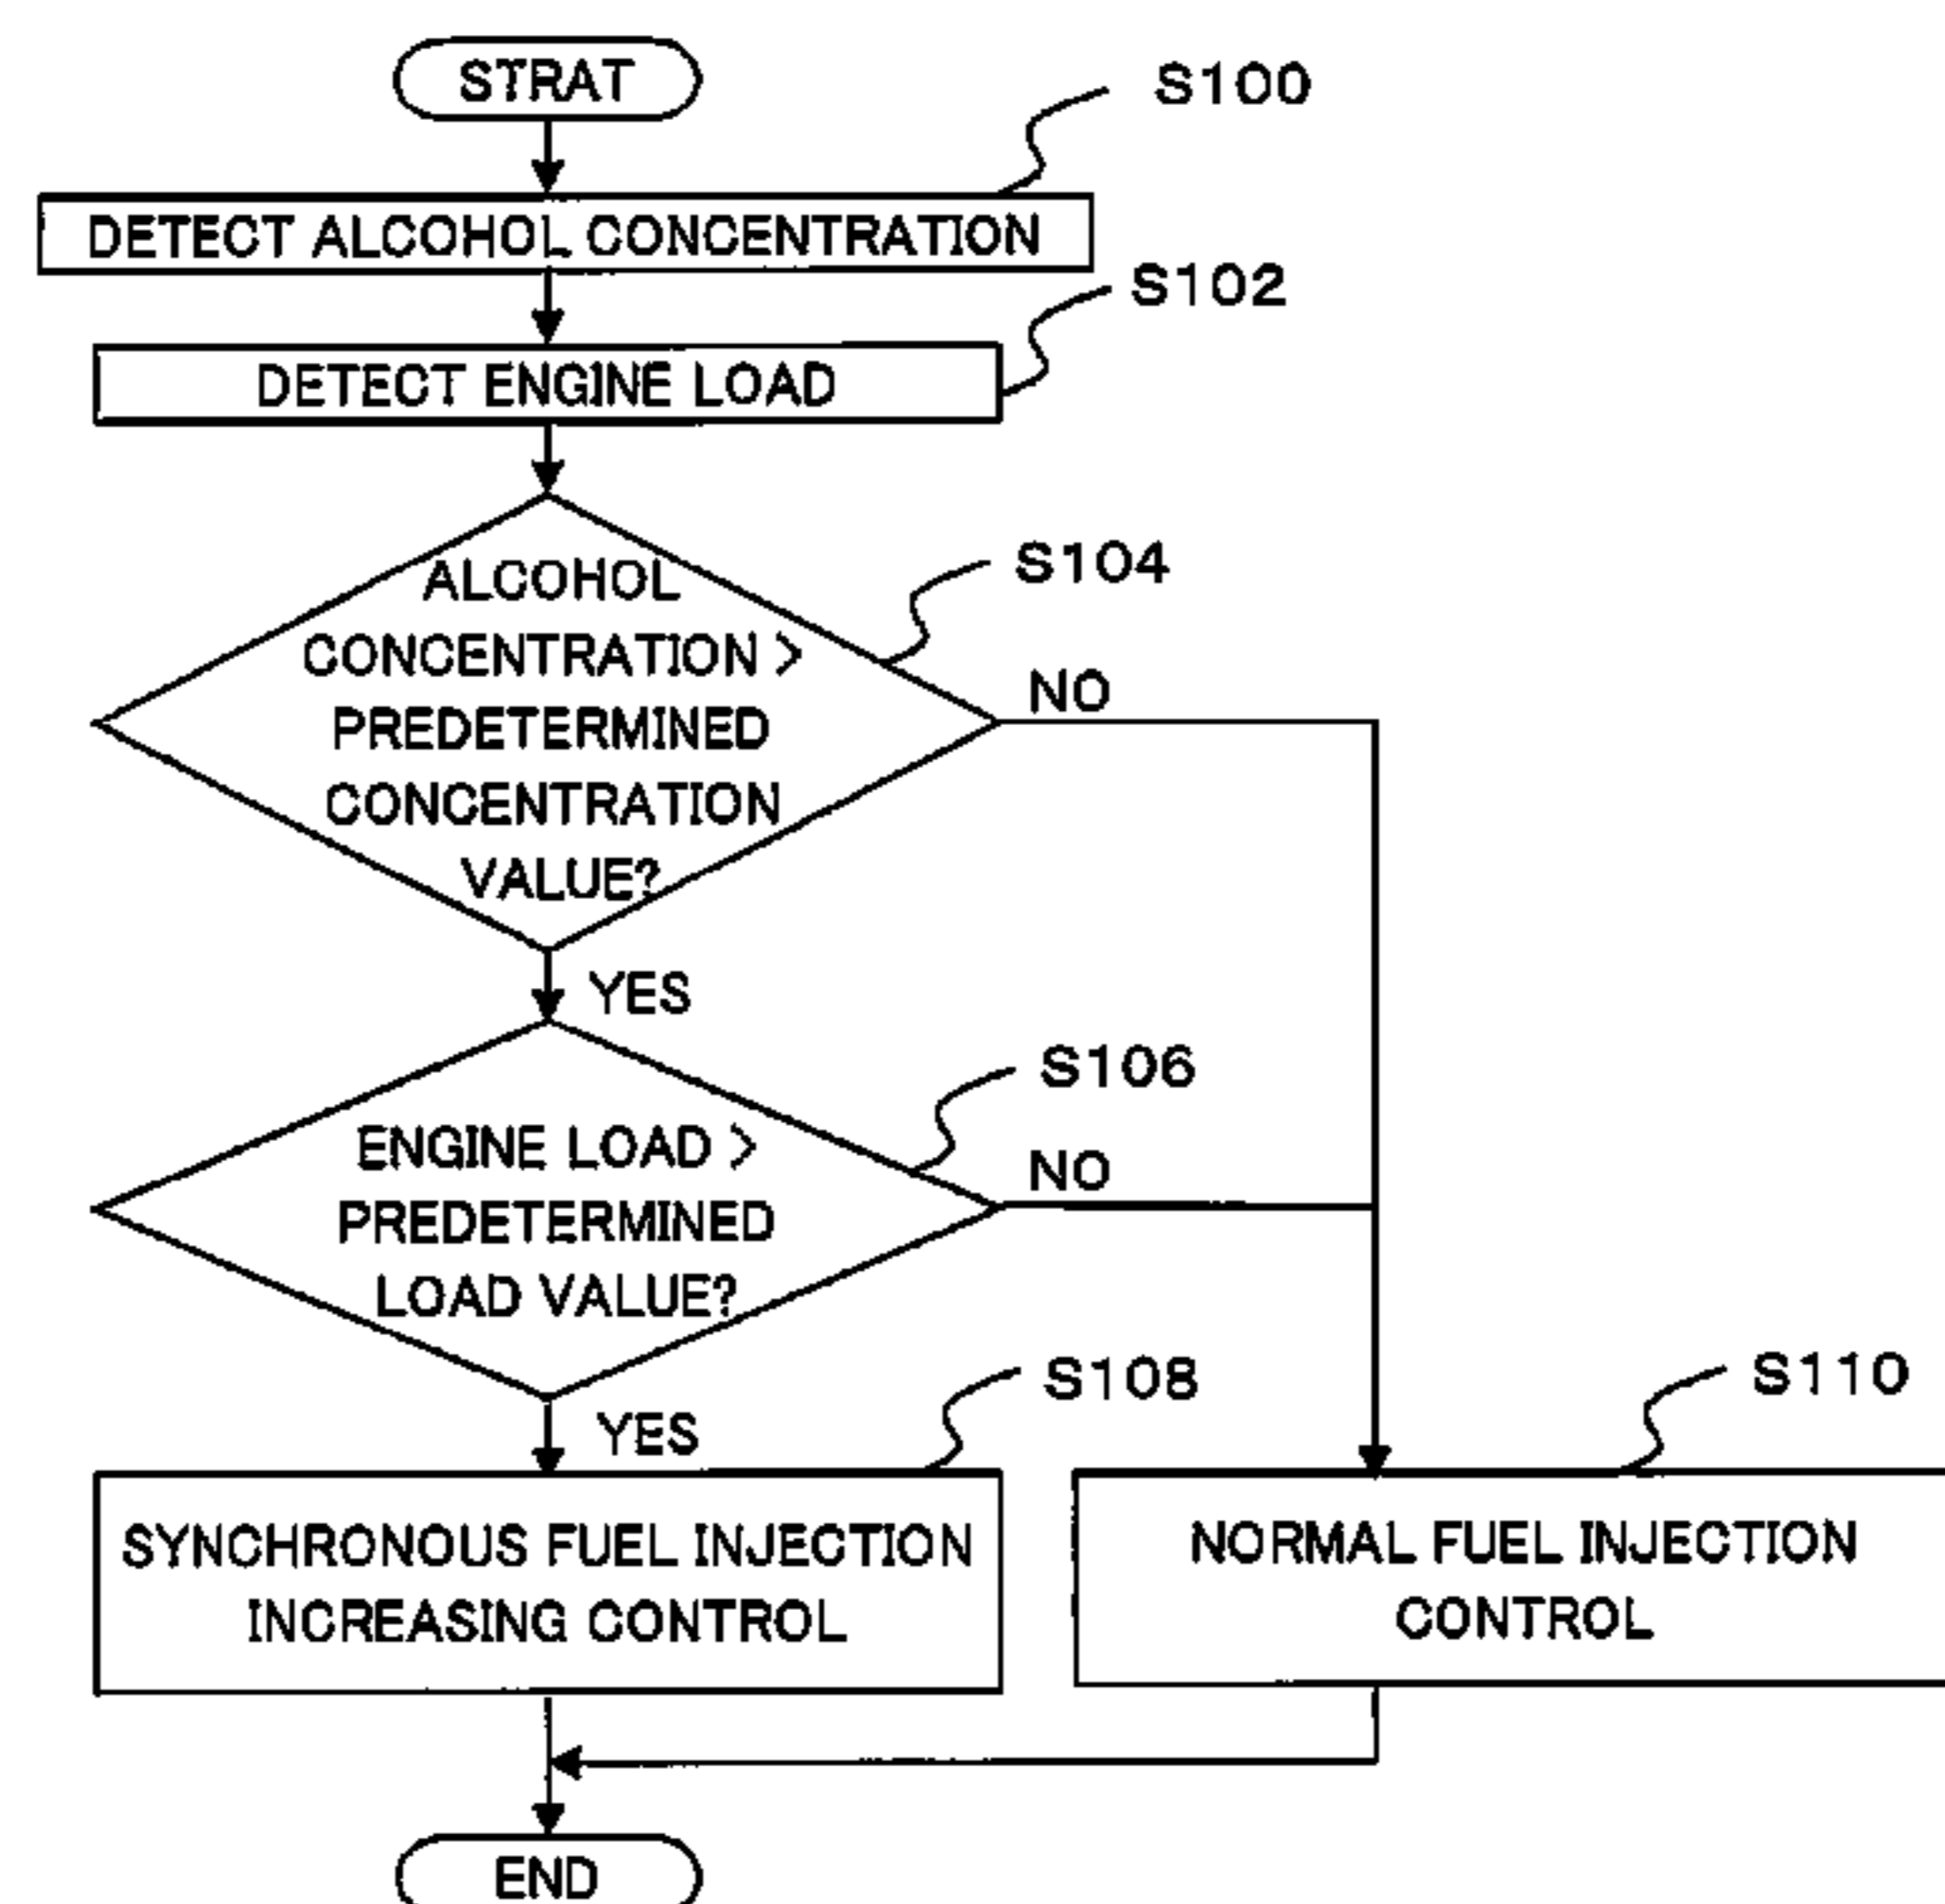 STRAT
S100
DETECT ALCOHOL CONCENTRATION
S102
DETECT ENGINE LOAD
S104
ALCOHOL
CONCENTRATION >
PREDETERMINED
CONCENTRATION
VALUE?
NO
YES
S106
ENGINE LOAD >
PREDETERMINED
LOAD VALUE?
NO
YES
S108
SYNCHRONOUS FUEL INJECTION
INCREASING CONTROL
S110
NORMAL FUEL INJECTION
CONTROL
END